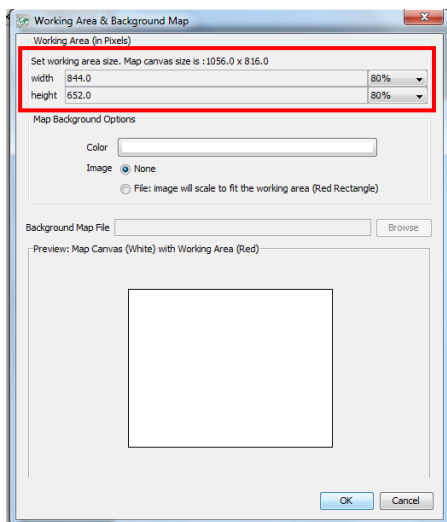 Working Area & Background Map
Working Area (in Pixels)
Set working area size. Map canvas size is :1056.0 x 816.0
width 844.0 80%
height 652.0 80%
Map Background Options
Color
Image None
File: image will scale to fit the working area (Red Rectangle)
Background Map File Browse
Preview: Map Canvas (White) with Working Area (Red)
OK Cancel